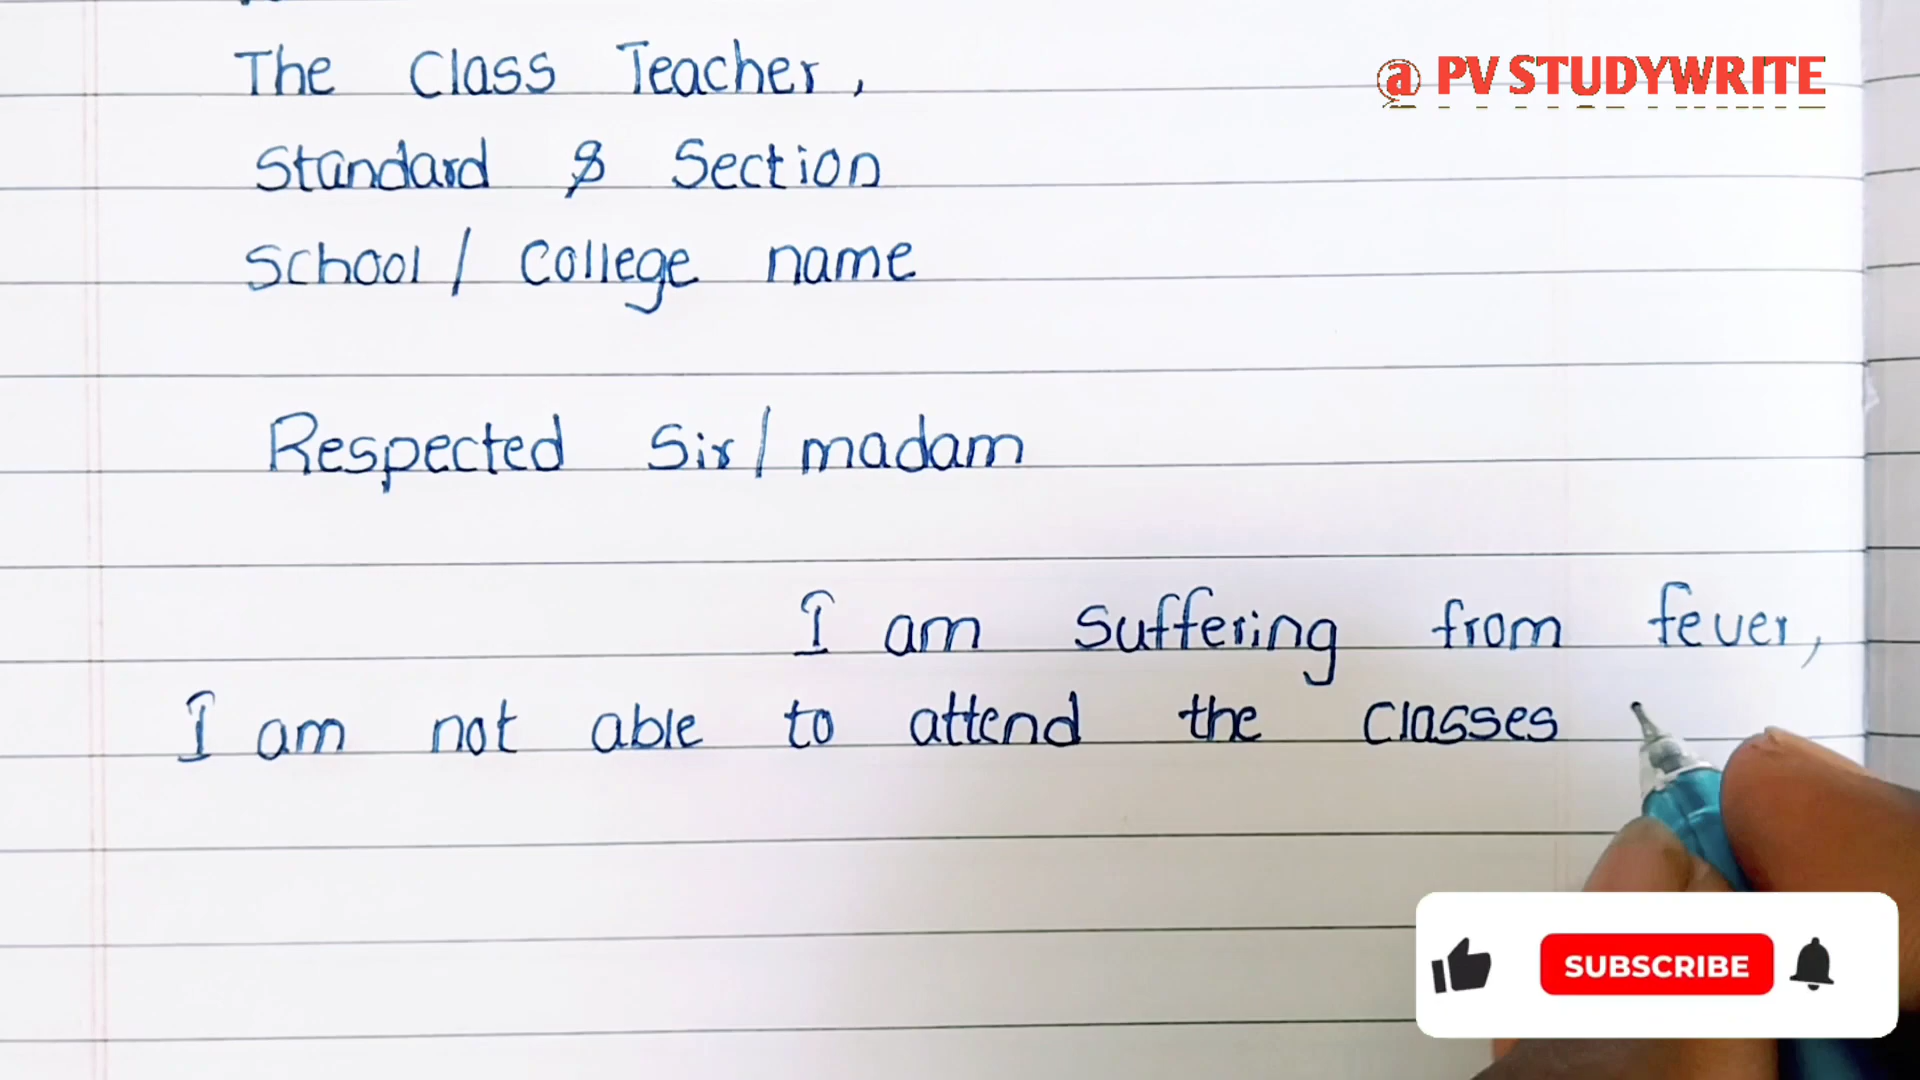 The Class Teacher,
@ PV STUDYWRITE
Standard & Section
School / College name
Respected Sir / madam
I am Suffering from fever,
I am not able to attend the classes
SUBSCRIBE